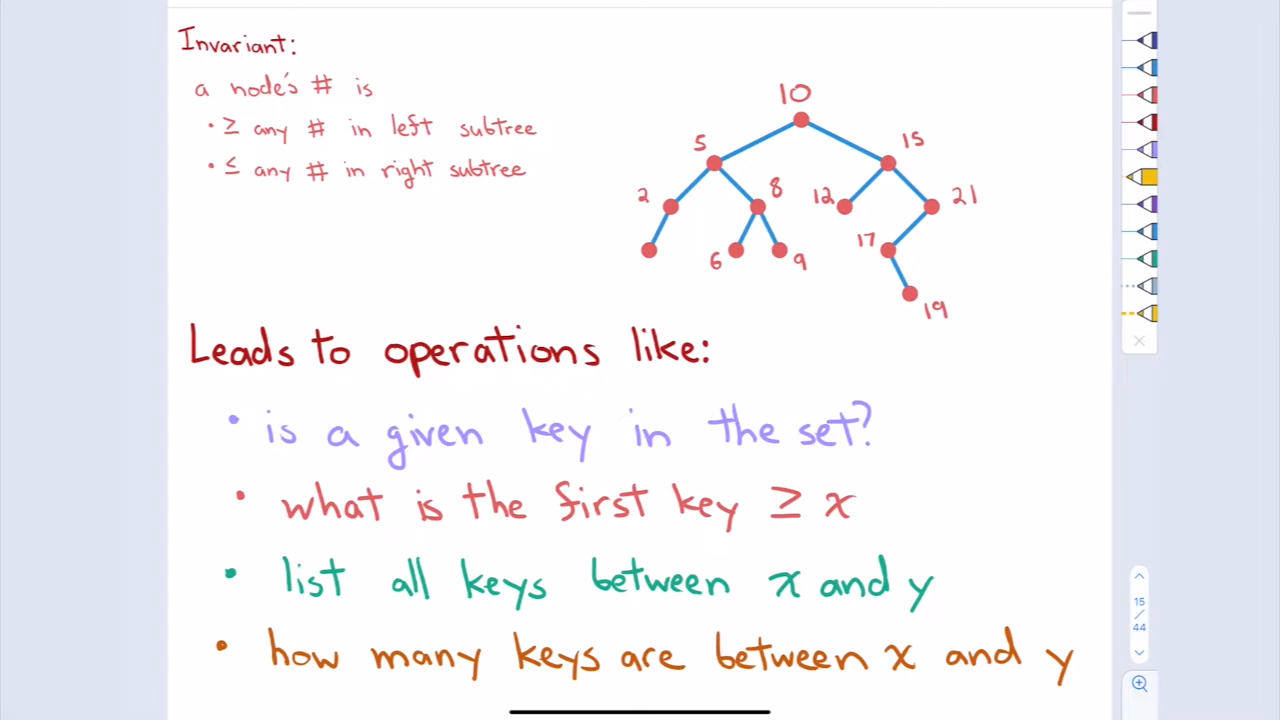 Invariant:
a node's # is
• ≥ any # in left subtree
• ≤ any # in right subtree
10
5
15
2
8
12
21
17
6
9
19
Leads to operations like:
• is a given key in the set?
• what is the first key ≥ x
• list all keys between x and y
• how many keys are between x and y
15
/
44